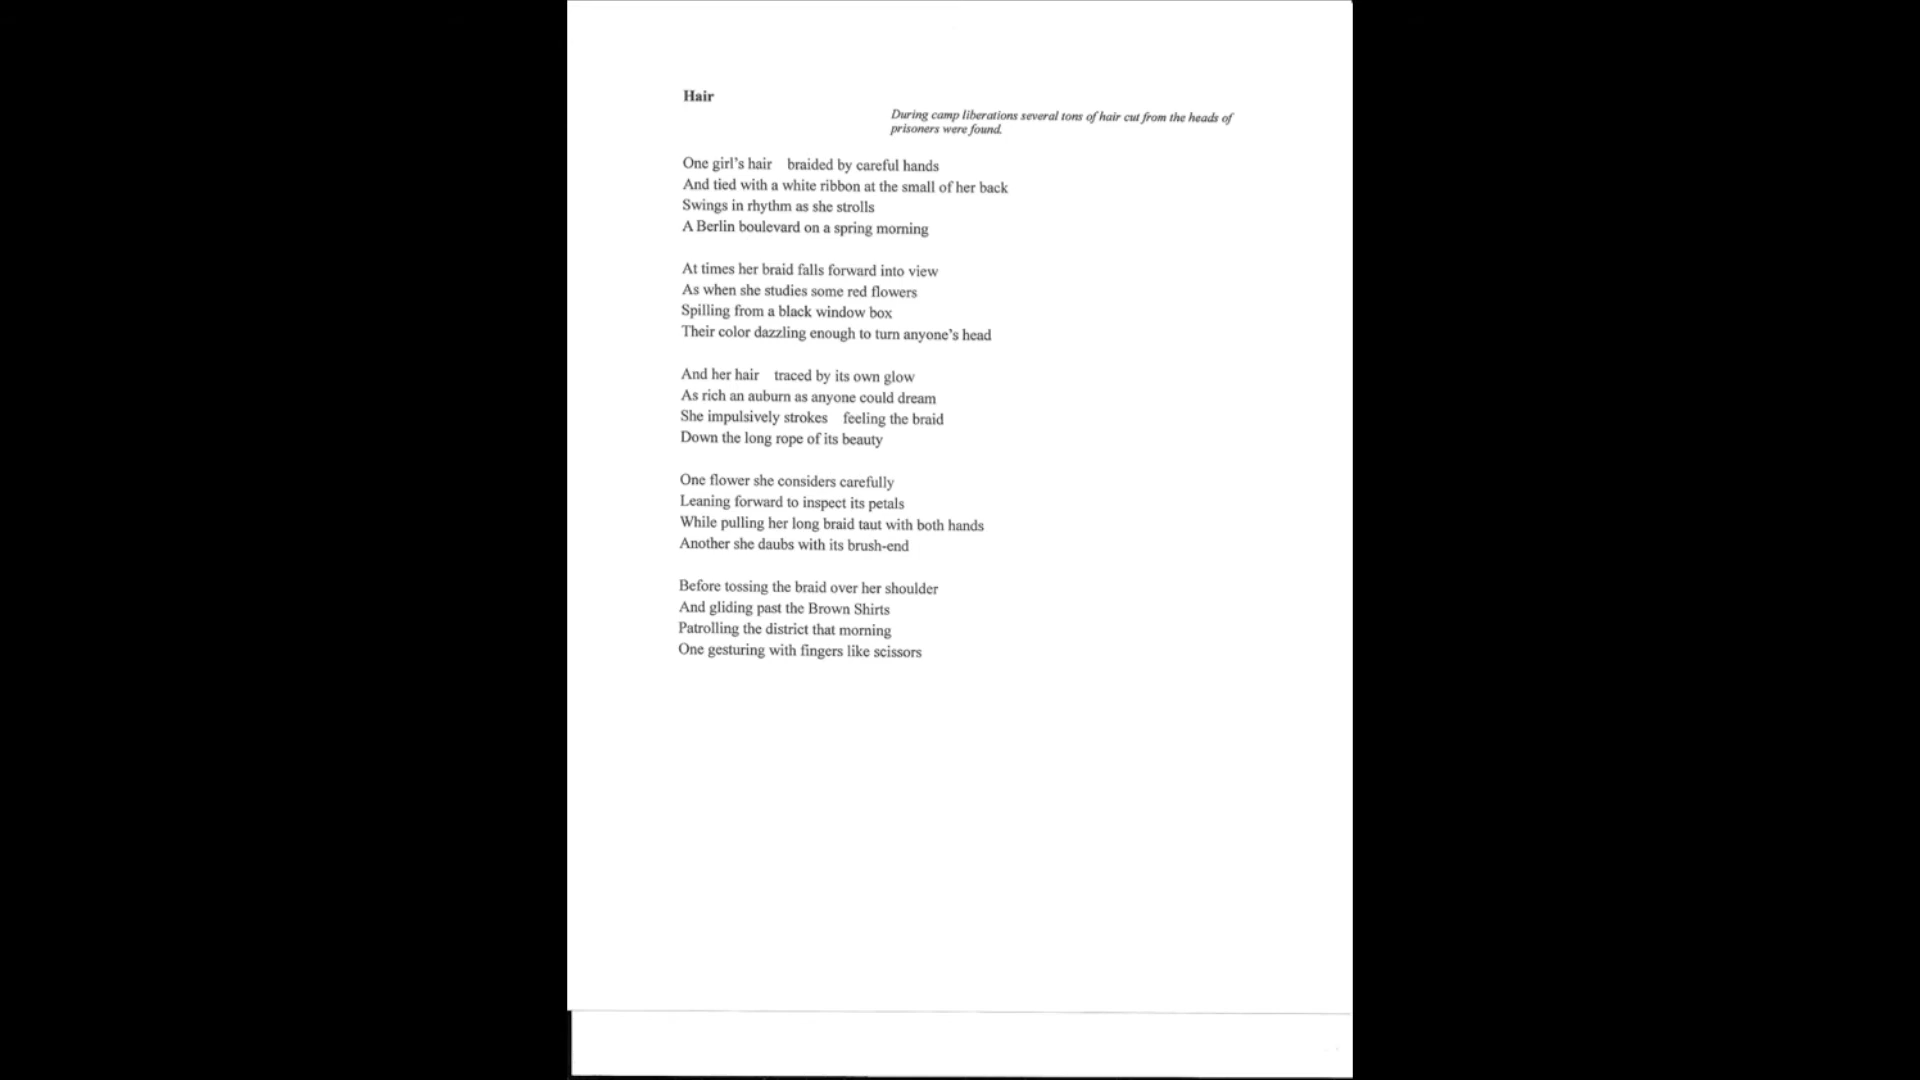 Hair
During camp liberations several tons of hair cut from the heads of
prisoners were found.
One girl's hair    braided by careful hands
And tied with a white ribbon at the small of her back
Swings in rhythm as she strolls
A Berlin boulevard on a spring morning
At times her braid falls forward into view
As when she studies some red flowers
Spilling from a black window box
Their color dazzling enough to turn anyone's head
And her hair    traced by its own glow
As rich an auburn as anyone could dream
She impulsively strokes    feeling the braid
Down the long rope of its beauty
One flower she considers carefully
Leaning forward to inspect its petals
While pulling her long braid taut with both hands
Another she daubs with its brush-end
Before tossing the braid over her shoulder
And gliding past the Brown Shirts
Patrolling the district that morning
One gesturing with fingers like scissors